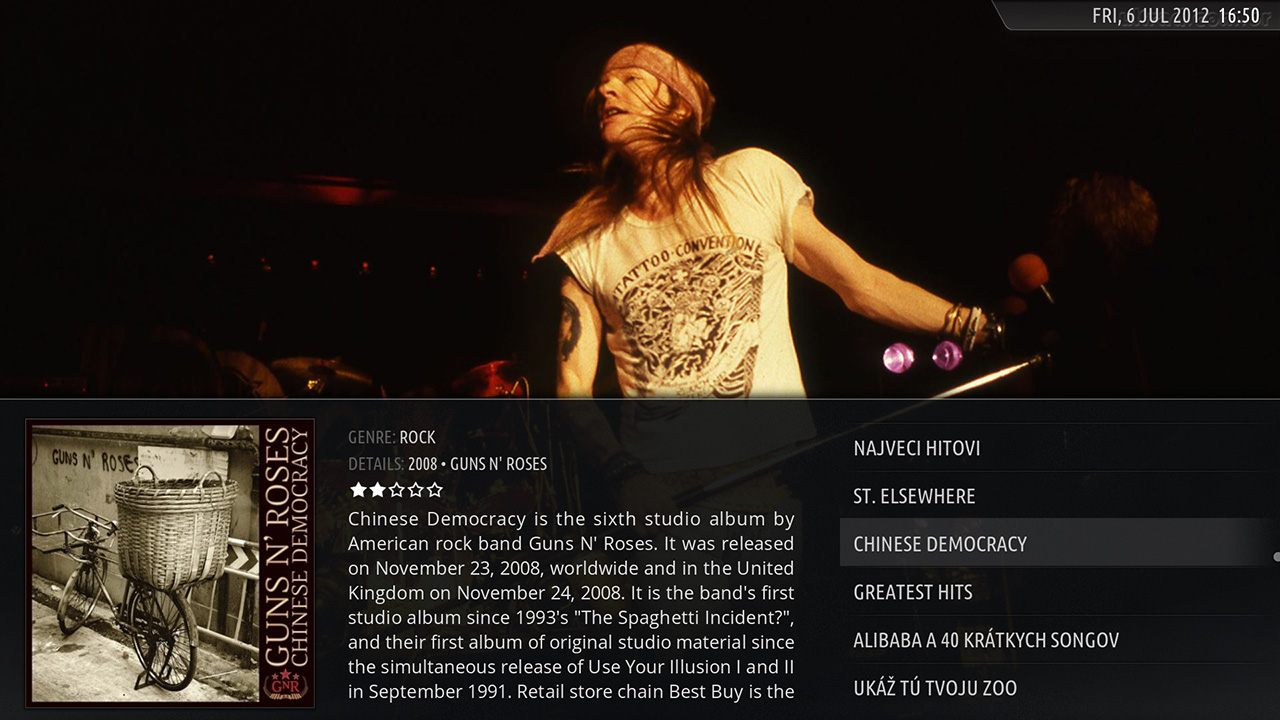 FRI, 6 JUL 2012 16:50
TATTOO·CONVENTION
GENRE: ROCK
DETAILS: 2008 • GUNS N' ROSES
Chinese Democracy is the sixth studio album by
American rock band Guns N' Roses. It was released
on November 23, 2008, worldwide and in the United
Kingdom on November 24, 2008. It is the band's first
studio album since 1993's "The Spaghetti Incident?",
and their first album of original studio material since
the simultaneous release of Use Your Illusion I and II
in September 1991. Retail store chain Best Buy is the
GUNS N' ROSES
GUNS N' ROSES
CHINESE DEMOCRACY
GNR
NAJVECI HITOVI
ST. ELSEWHERE
CHINESE DEMOCRACY
GREATEST HITS
ALIBABA A 40 KRÁTKYCH SONGOV
UKÁŽ TÚ TVOJU ZOO